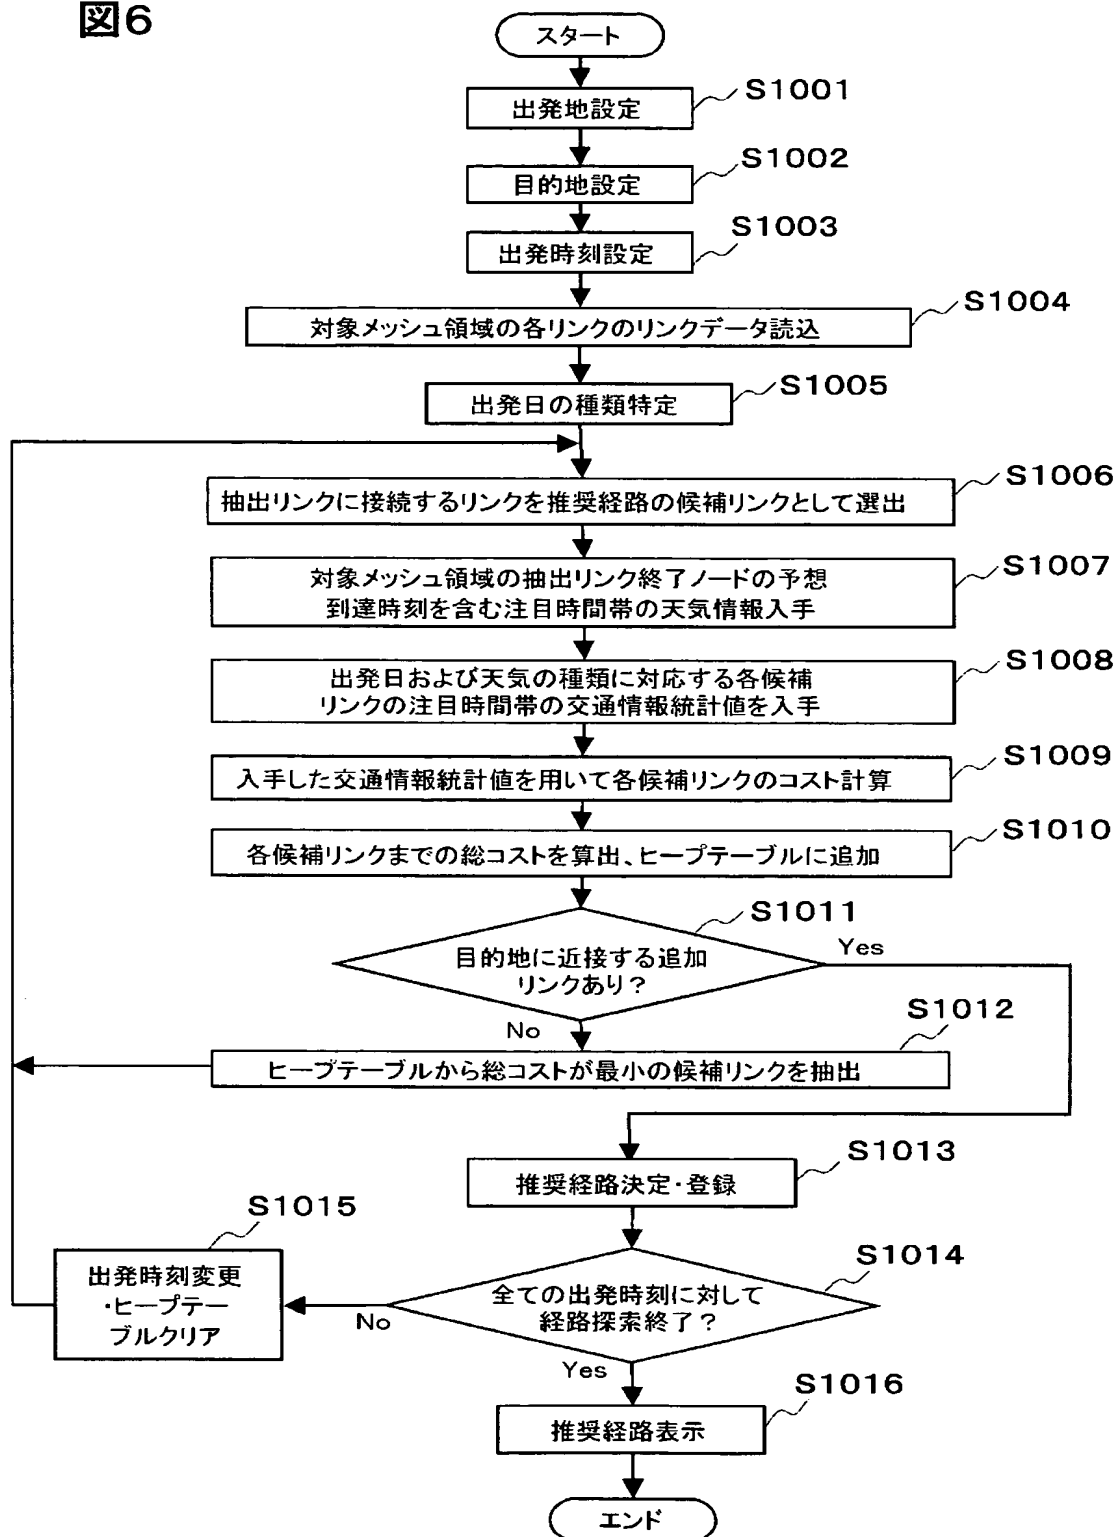 図6
スタート
出発地設定
S1001
目的地設定
S1002
出発時刻設定
S1003
対象メッシュ領域の各リンクのリンクデータ読込
S1004
出発日の種類特定
S1005
抽出リンクに接続するリンクを推奨経路の候補リンクとして選出
S1006
対象メッシュ領域の抽出リンク終了ノードの予想
到達時刻を含む注目時間帯の天気情報入手
S1007
出発日および天気の種類に対応する各候補
リンクの注目時間帯の交通情報統計値を入手
S1008
入手した交通情報統計値を用いて各候補リンクのコスト計算
S1009
各候補リンクまでの総コストを算出、ヒープテーブルに追加
S1010
目的地に近接する追加
リンクあり?
S1011
Yes
No
ヒープテーブルから総コストが最小の候補リンクを抽出
S1012
推奨経路決定・登録
S1013
全ての出発時刻に対して
経路探索終了?
S1014
No
Yes
出発時刻変更
・ヒープテー
ブルクリア
S1015
推奨経路表示
S1016
エンド